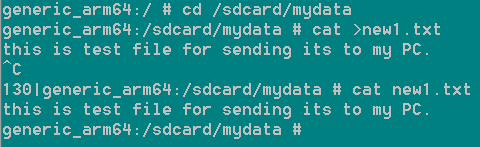 generic_arm64:/ # cd /sdcard/mydata
generic_arm64:/sdcard/mydata # cat >new1.txt
this is test file for sending its to my PC.
^C
130|generic_arm64:/sdcard/mydata # cat new1.txt
this is test file for sending its to my PC.
generic_arm64:/sdcard/mydata #